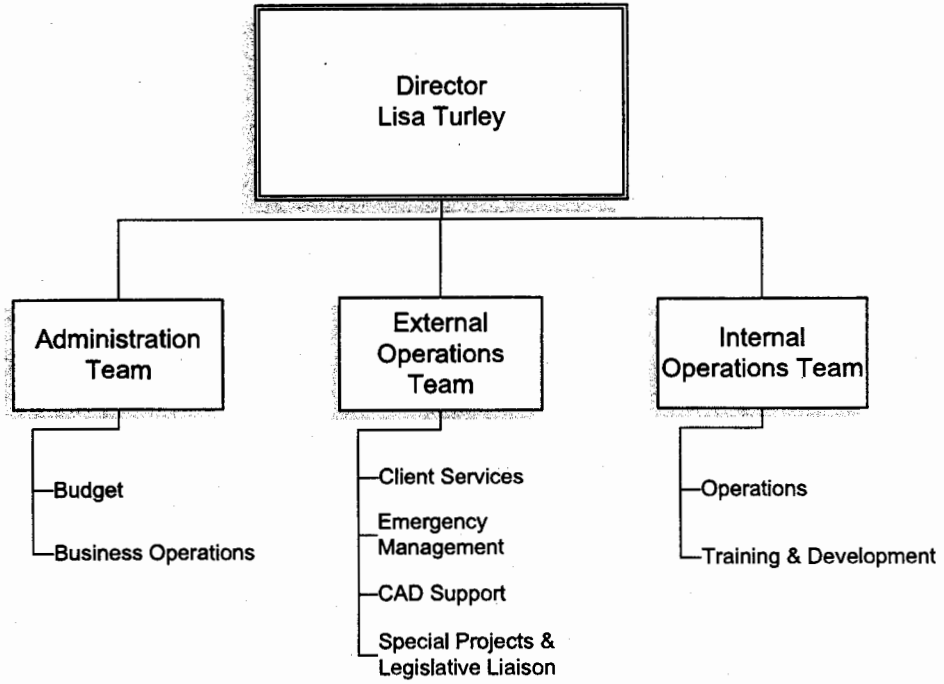 Director
Lisa Turley
Administration
Team
Budget
Business Operations
External
Operations
Team
Client Services
Emergency
Management
CAD Support
Special Projects &
Legislative Liaison
Internal
Operations Team
Operations
Training & Development